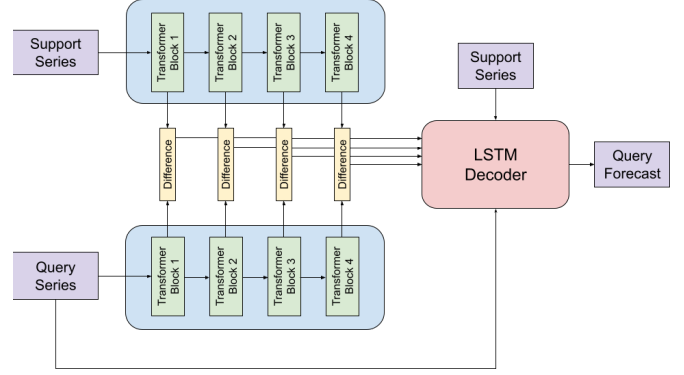 Support
Series
Transformer
Block 1
Transformer
Block 2
Transformer
Block 3
Transformer
Block 4
Support
Series
Difference
Difference
Difference
Difference
LSTM
Decoder
Query
Forecast
Query
Series
Transformer
Block 1
Transformer
Block 2
Transformer
Block 3
Transformer
Block 4